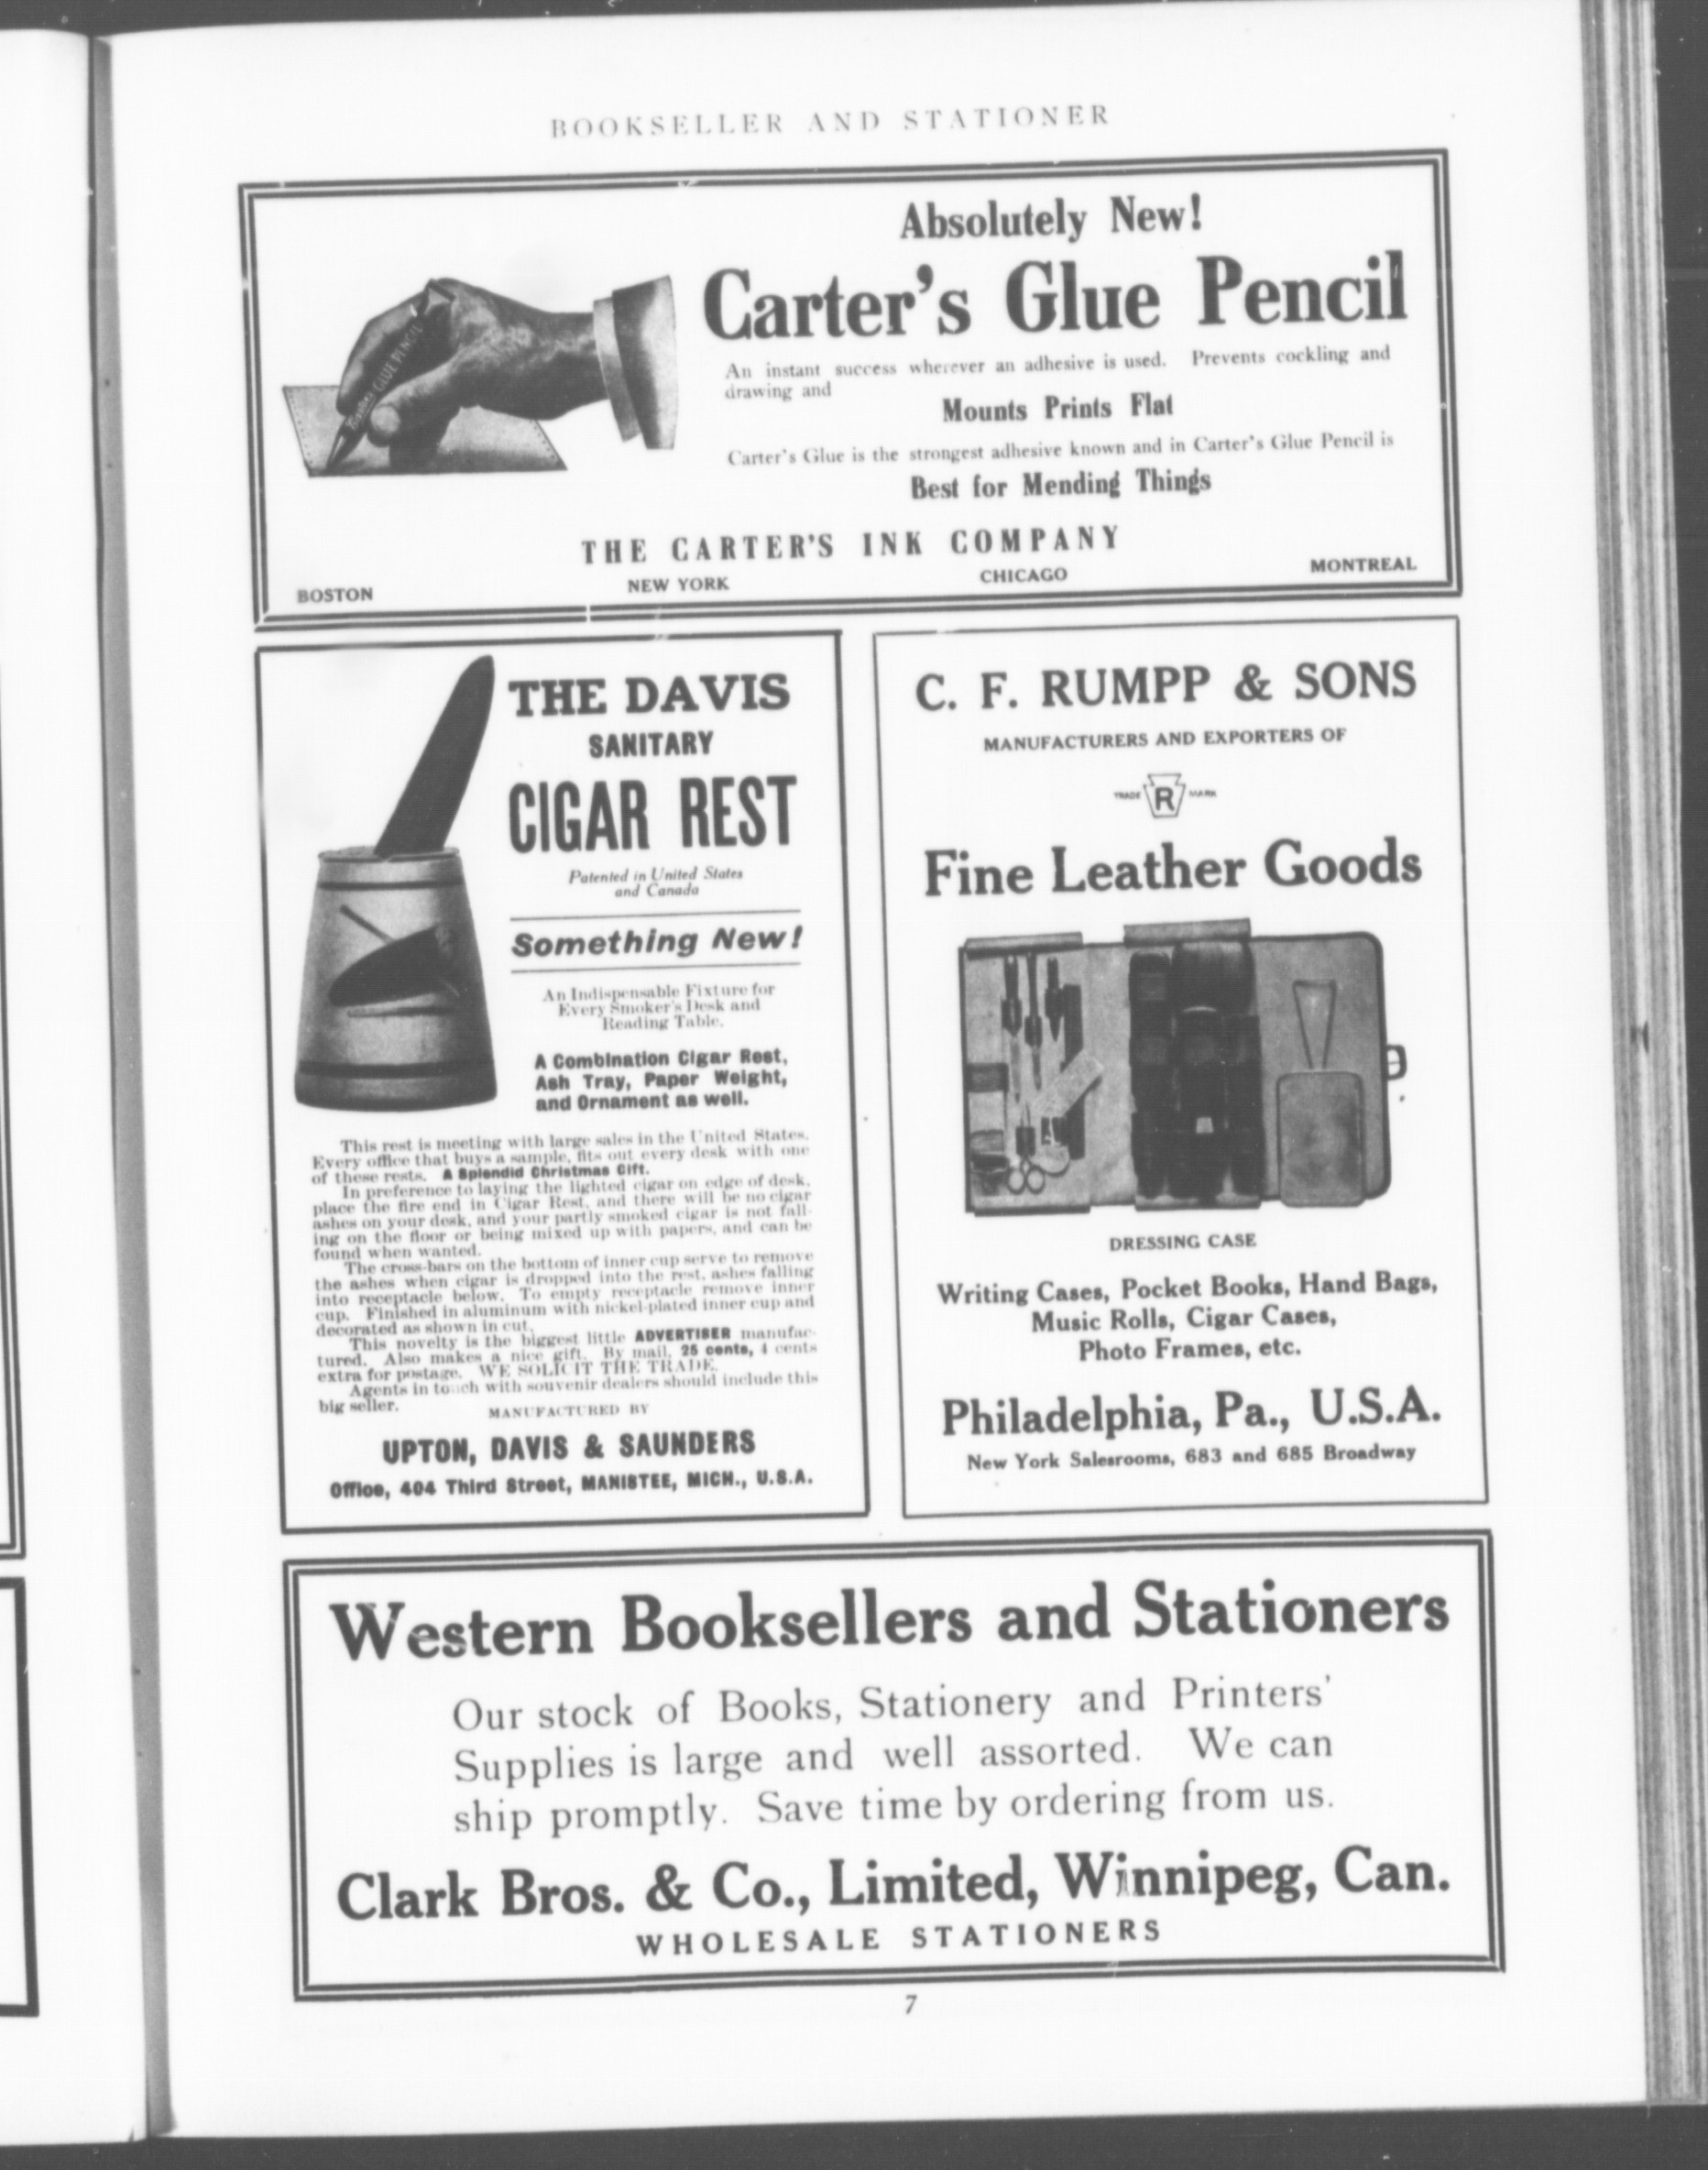 BOOKSELLER AND STATIONER
Absolutely New!
Carter's Glue Pencil
An instant success wherever an adhesive is used. Prevents cockling and
drawing and
Mounts Prints Flat
Carter's Glue is the strongest adhesive known and in Carter's Glue Pencil is
Best for Mending Things
THE CARTER'S INK COMPANY
BOSTON NEW YORK CHICAGO MONTREAL
GLUE PENCIL
THE DAVIS
SANITARY
CIGAR REST
Patented in United States
and Canada
Something New!
An Indispensable Fixture for
Every Smoker's Desk and
Reading Table.
A Combination Cigar Rest,
Ash Tray, Paper Weight,
and Ornament as well.
This rest is meeting with large sales in the United States.
Every office that buys a sample, fits out every desk with one
of these rests. A Splendid Christmas Gift.
In preference to laying the lighted cigar on edge of desk,
place the fire end in Cigar Rest, and there will be no cigar
ashes on your desk, and your partly smoked cigar is not fall-
ing on the floor or being mixed up with papers, and can be
found when wanted.
The cross-bars on the bottom of inner cup serve to remove
the ashes when cigar is dropped into the rest, ashes falling
into receptacle below. To empty receptacle remove inner
cup. Finished in aluminum with nickel-plated inner cup and
decorated as shown in cut.
This novelty is the biggest little ADVERTISER manufac-
tured. Also makes a nice gift. By mail, 25 cents, 4 cents
extra for postage. WE SOLICIT THE TRADE.
Agents in touch with souvenir dealers should include this
big seller.
MANUFACTURED BY
UPTON, DAVIS & SAUNDERS
Office, 404 Third Street, MANISTEE, MICH., U.S.A.
C. F. RUMPP & SONS
MANUFACTURERS AND EXPORTERS OF
TRADE R MARK
Fine Leather Goods
DRESSING CASE
Writing Cases, Pocket Books, Hand Bags,
Music Rolls, Cigar Cases,
Photo Frames, etc.
Philadelphia, Pa., U.S.A.
New York Salesrooms, 683 and 685 Broadway
Western Booksellers and Stationers
Our stock of Books, Stationery and Printers'
Supplies is large and well assorted. We can
ship promptly. Save time by ordering from us.
Clark Bros. & Co., Limited, Winnipeg, Can.
WHOLESALE STATIONERS
7